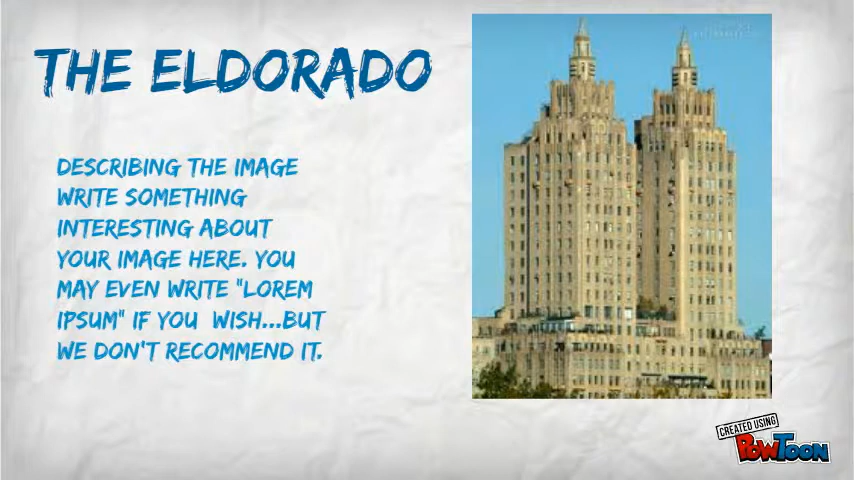 THE ELDORADO
DESCRIBING THE IMAGE
WRITE SOMETHING
INTERESTING ABOUT
YOUR IMAGE HERE. YOU
MAY EVEN WRITE "LOREM
IPSUM" IF YOU WISH...BUT
WE DON'T RECOMMEND IT.
CREATED USING
POWTOON